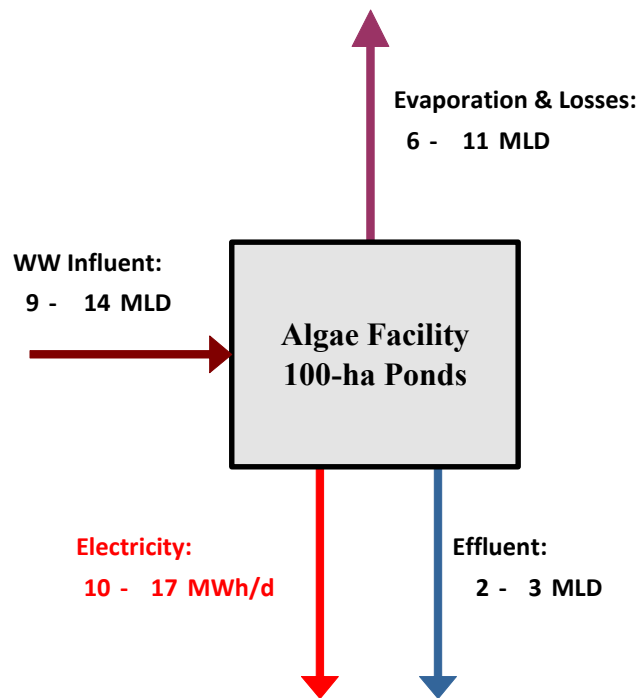 Evaporation & Losses:
6 - 11 MLD
WW Influent:
9 - 14 MLD
Algae Facility
100-ha Ponds
Electricity:
10 - 17 MWh/d
Effluent:
2 - 3 MLD